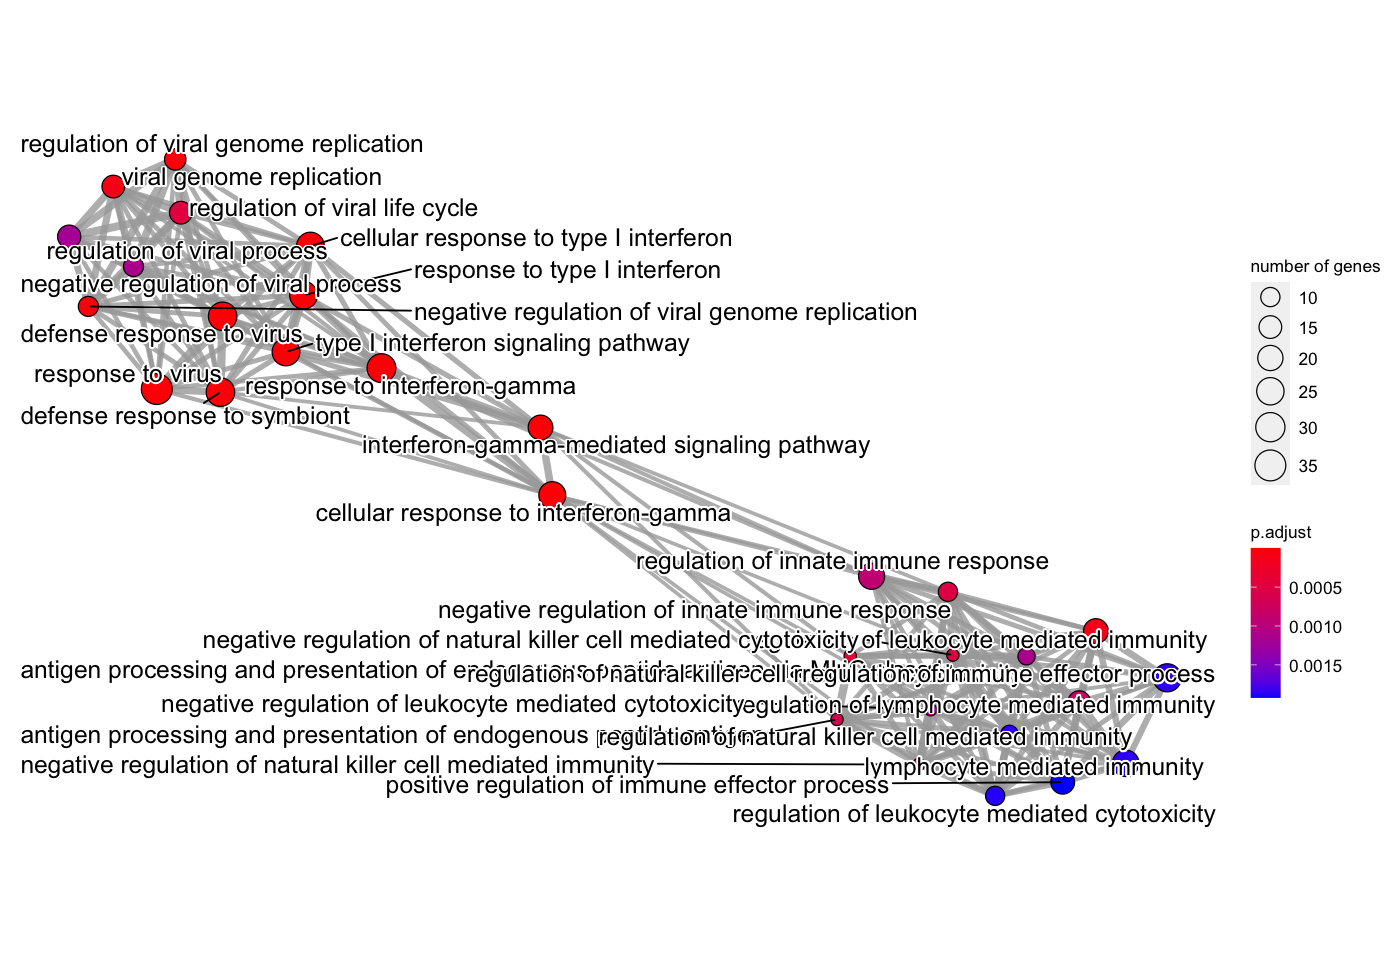 regulation of viral genome replication
viral genome replication
regulation of viral life cycle
cellular response to type I interferon
regulation of viral process
response to type I interferon
negative regulation of viral process
negative regulation of viral genome replication
defense response to virus
type I interferon signaling pathway
response to virus
response to interferon-gamma
defense response to symbiont
interferon-gamma-mediated signaling pathway
cellular response to interferon-gamma
regulation of innate immune response
negative regulation of innate immune response
negative regulation of natural killer cell mediated cytotoxicity
of leukocyte mediated immunity
antigen processing and presentation of
regulation of natural killer cell
regulation of immune effector process
negative regulation of leukocyte mediated cytotoxicity
regulation of lymphocyte mediated immunity
antigen processing and presentation of endogenous
regulation of natural killer cell mediated immunity
negative regulation of natural killer cell mediated immunity
lymphocyte mediated immunity
positive regulation of immune effector process
regulation of leukocyte mediated cytotoxicity
number of genes
10
15
20
25
30
35
p.adjust
0.0005
0.0010
0.0015